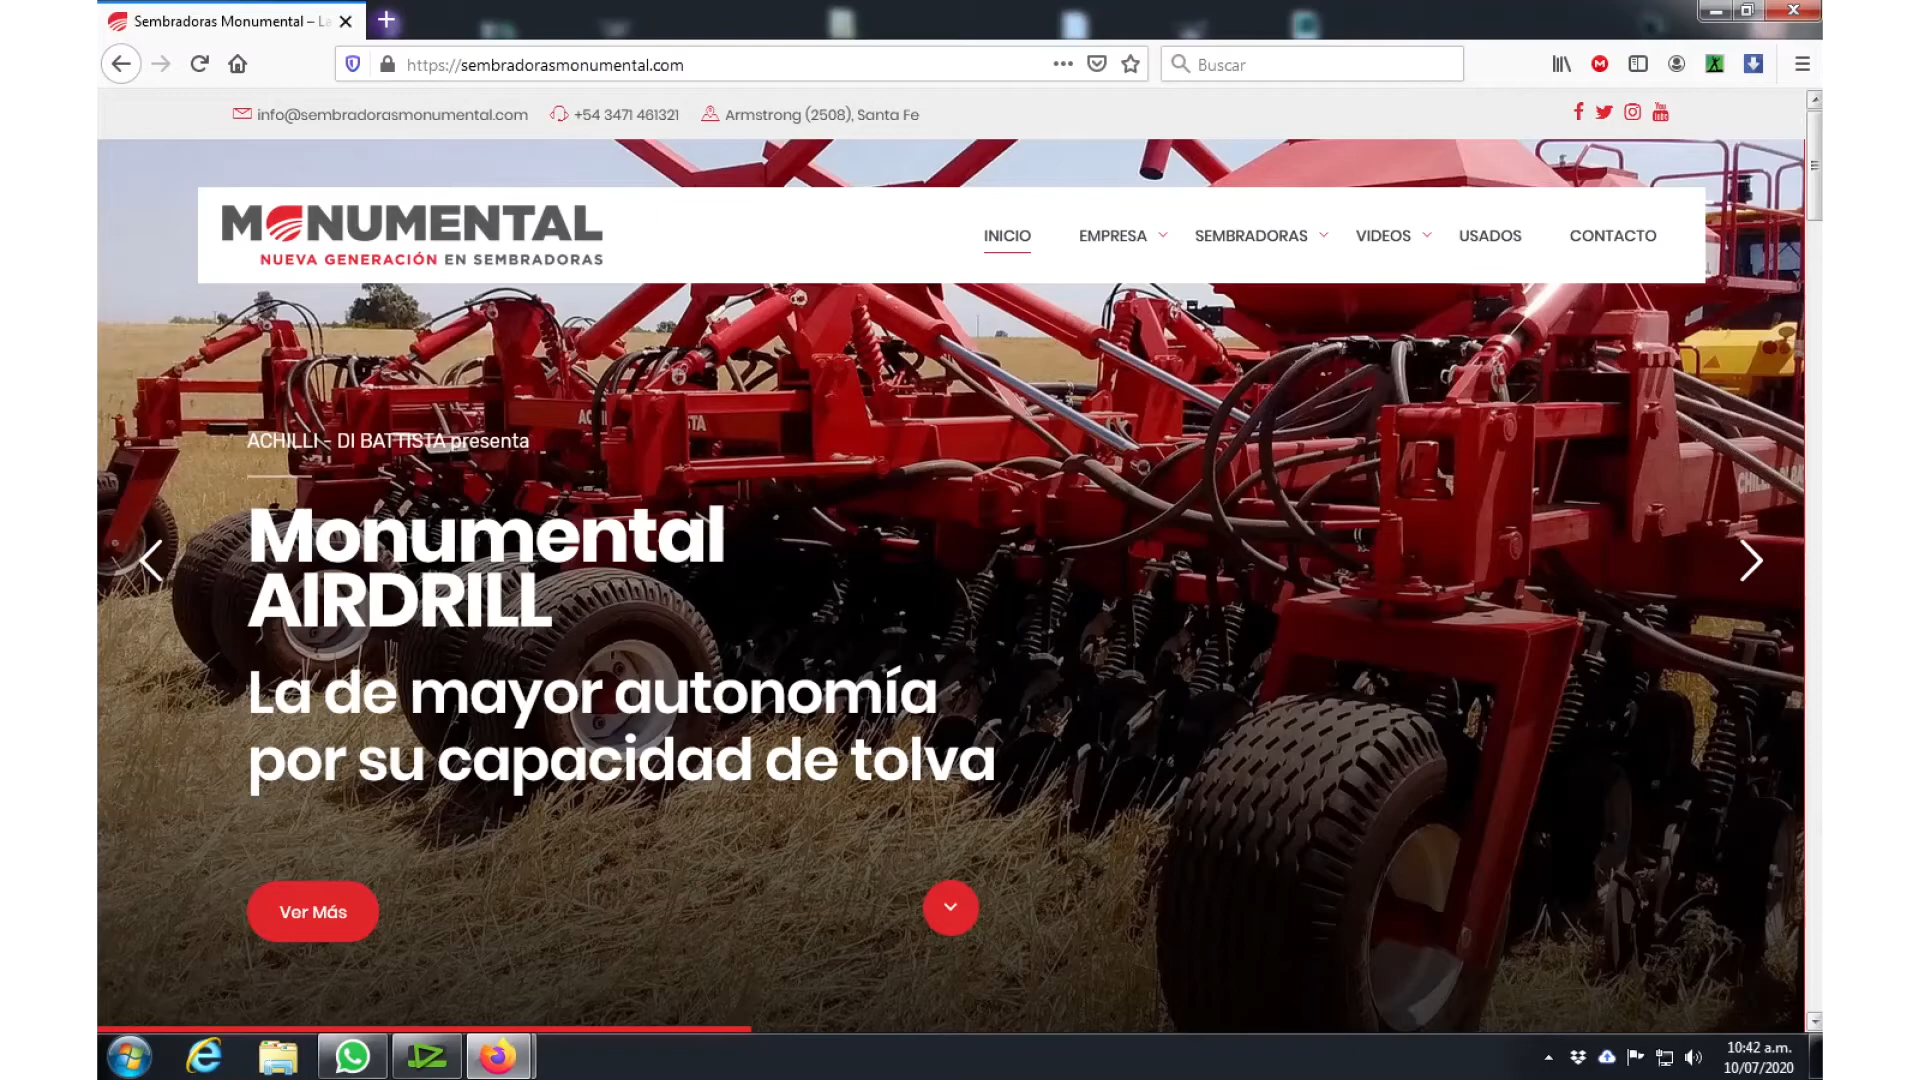 Sembradoras Monumental – La
https://sembradorasmonumental.com
Buscar
info@sembradorasmonumental.com
+54 3471 461321
Armstrong (2508), Santa Fe
You
MONUMENTAL
NUEVA GENERACIÓN EN SEMBRADORAS
INICIO
EMPRESA
SEMBRADORAS
VIDEOS
USADOS
CONTACTO
ACHILLI - DI BATTISTA presenta
Monumental
AIRDRILL
La de mayor autonomía
por su capacidad de tolva
Ver Más
10:42 a.m.
10/07/2020